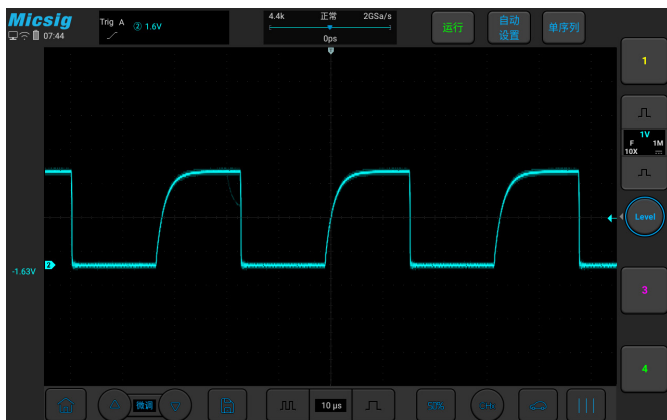 Micsig
07:44
Trig A ② 1.6V
4.4k 正常 2GSa/s
0ps
运行
自动
设置
单序列
1
1V
F 1M
10X
Level
-1.63V
2
3
4
微调
10 μs
50%